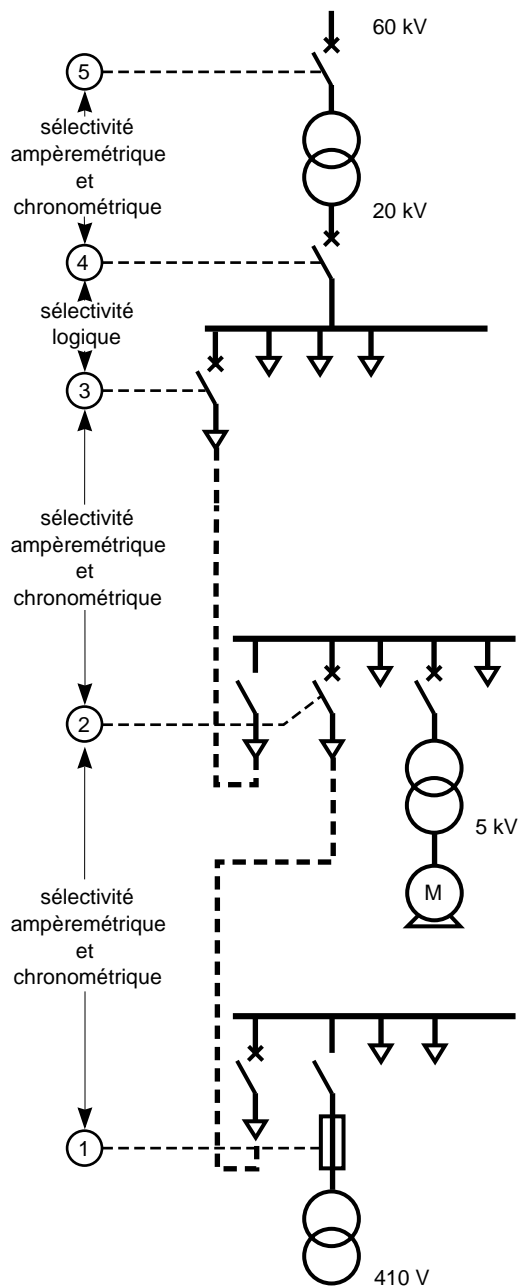 60 kV
5
sélectivité
ampèremétrique
et
chronométrique
20 kV
4
sélectivité
logique
3
sélectivité
ampèremétrique
et
chronométrique
2
5 kV
M
sélectivité
ampèremétrique
et
chronométrique
1
410 V